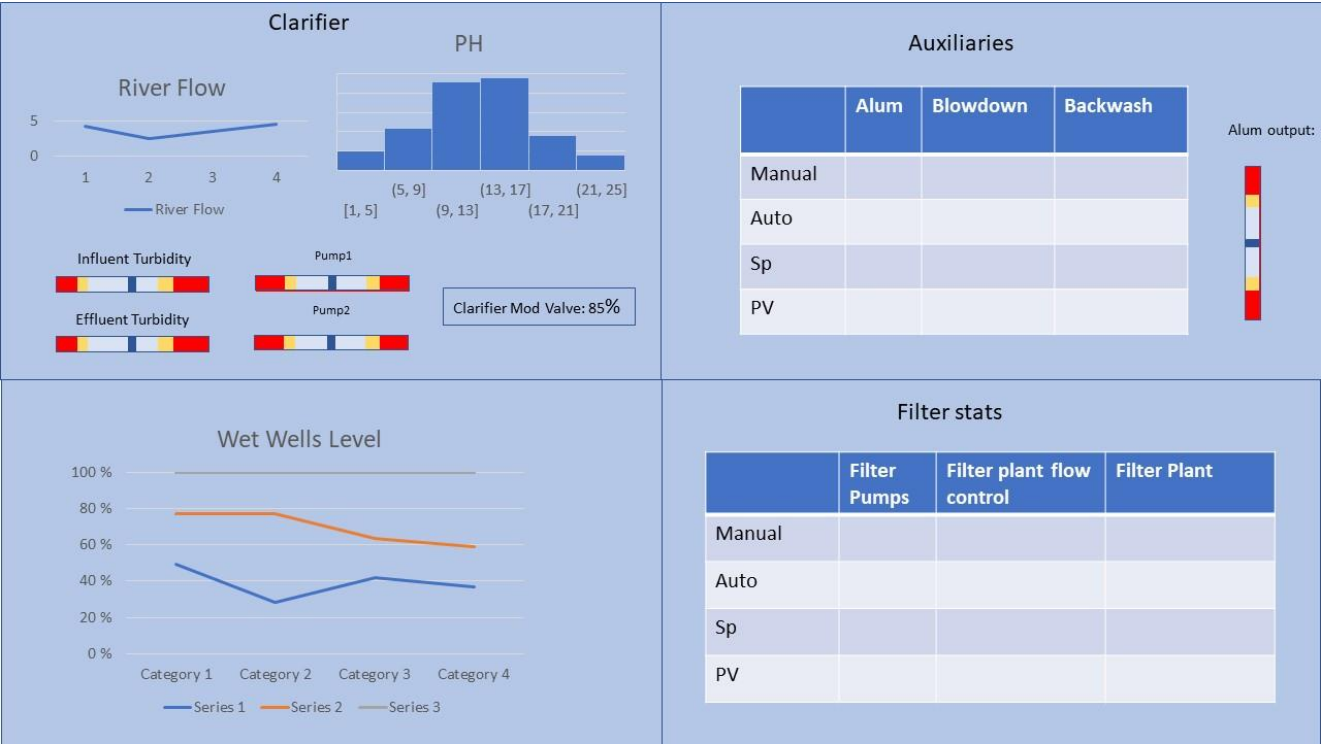 Clarifier
PH
River Flow
5
0
1 2 3 4
River Flow
(5, 9] (13, 17] (21, 25]
[1, 5] (9, 13] (17, 21]
Influent Turbidity
Pump1
Effluent Turbidity
Pump2
Clarifier Mod Valve: 85%
Auxiliaries
Alum Blowdown Backwash
Manual
Auto
Sp
PV
Alum output:
Wet Wells Level
100 %
80 %
60 %
40 %
20 %
0 %
Category 1 Category 2 Category 3 Category 4
Series 1 Series 2 Series 3
Filter stats
Filter Pumps
Filter plant flow control
Filter Plant
Manual
Auto
Sp
PV